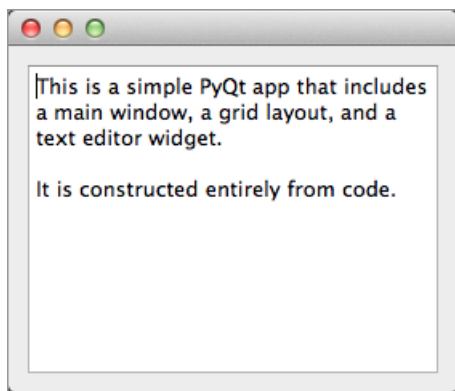 This is a simple PyQt app that includes
a main window, a grid layout, and a
text editor widget.
It is constructed entirely from code.